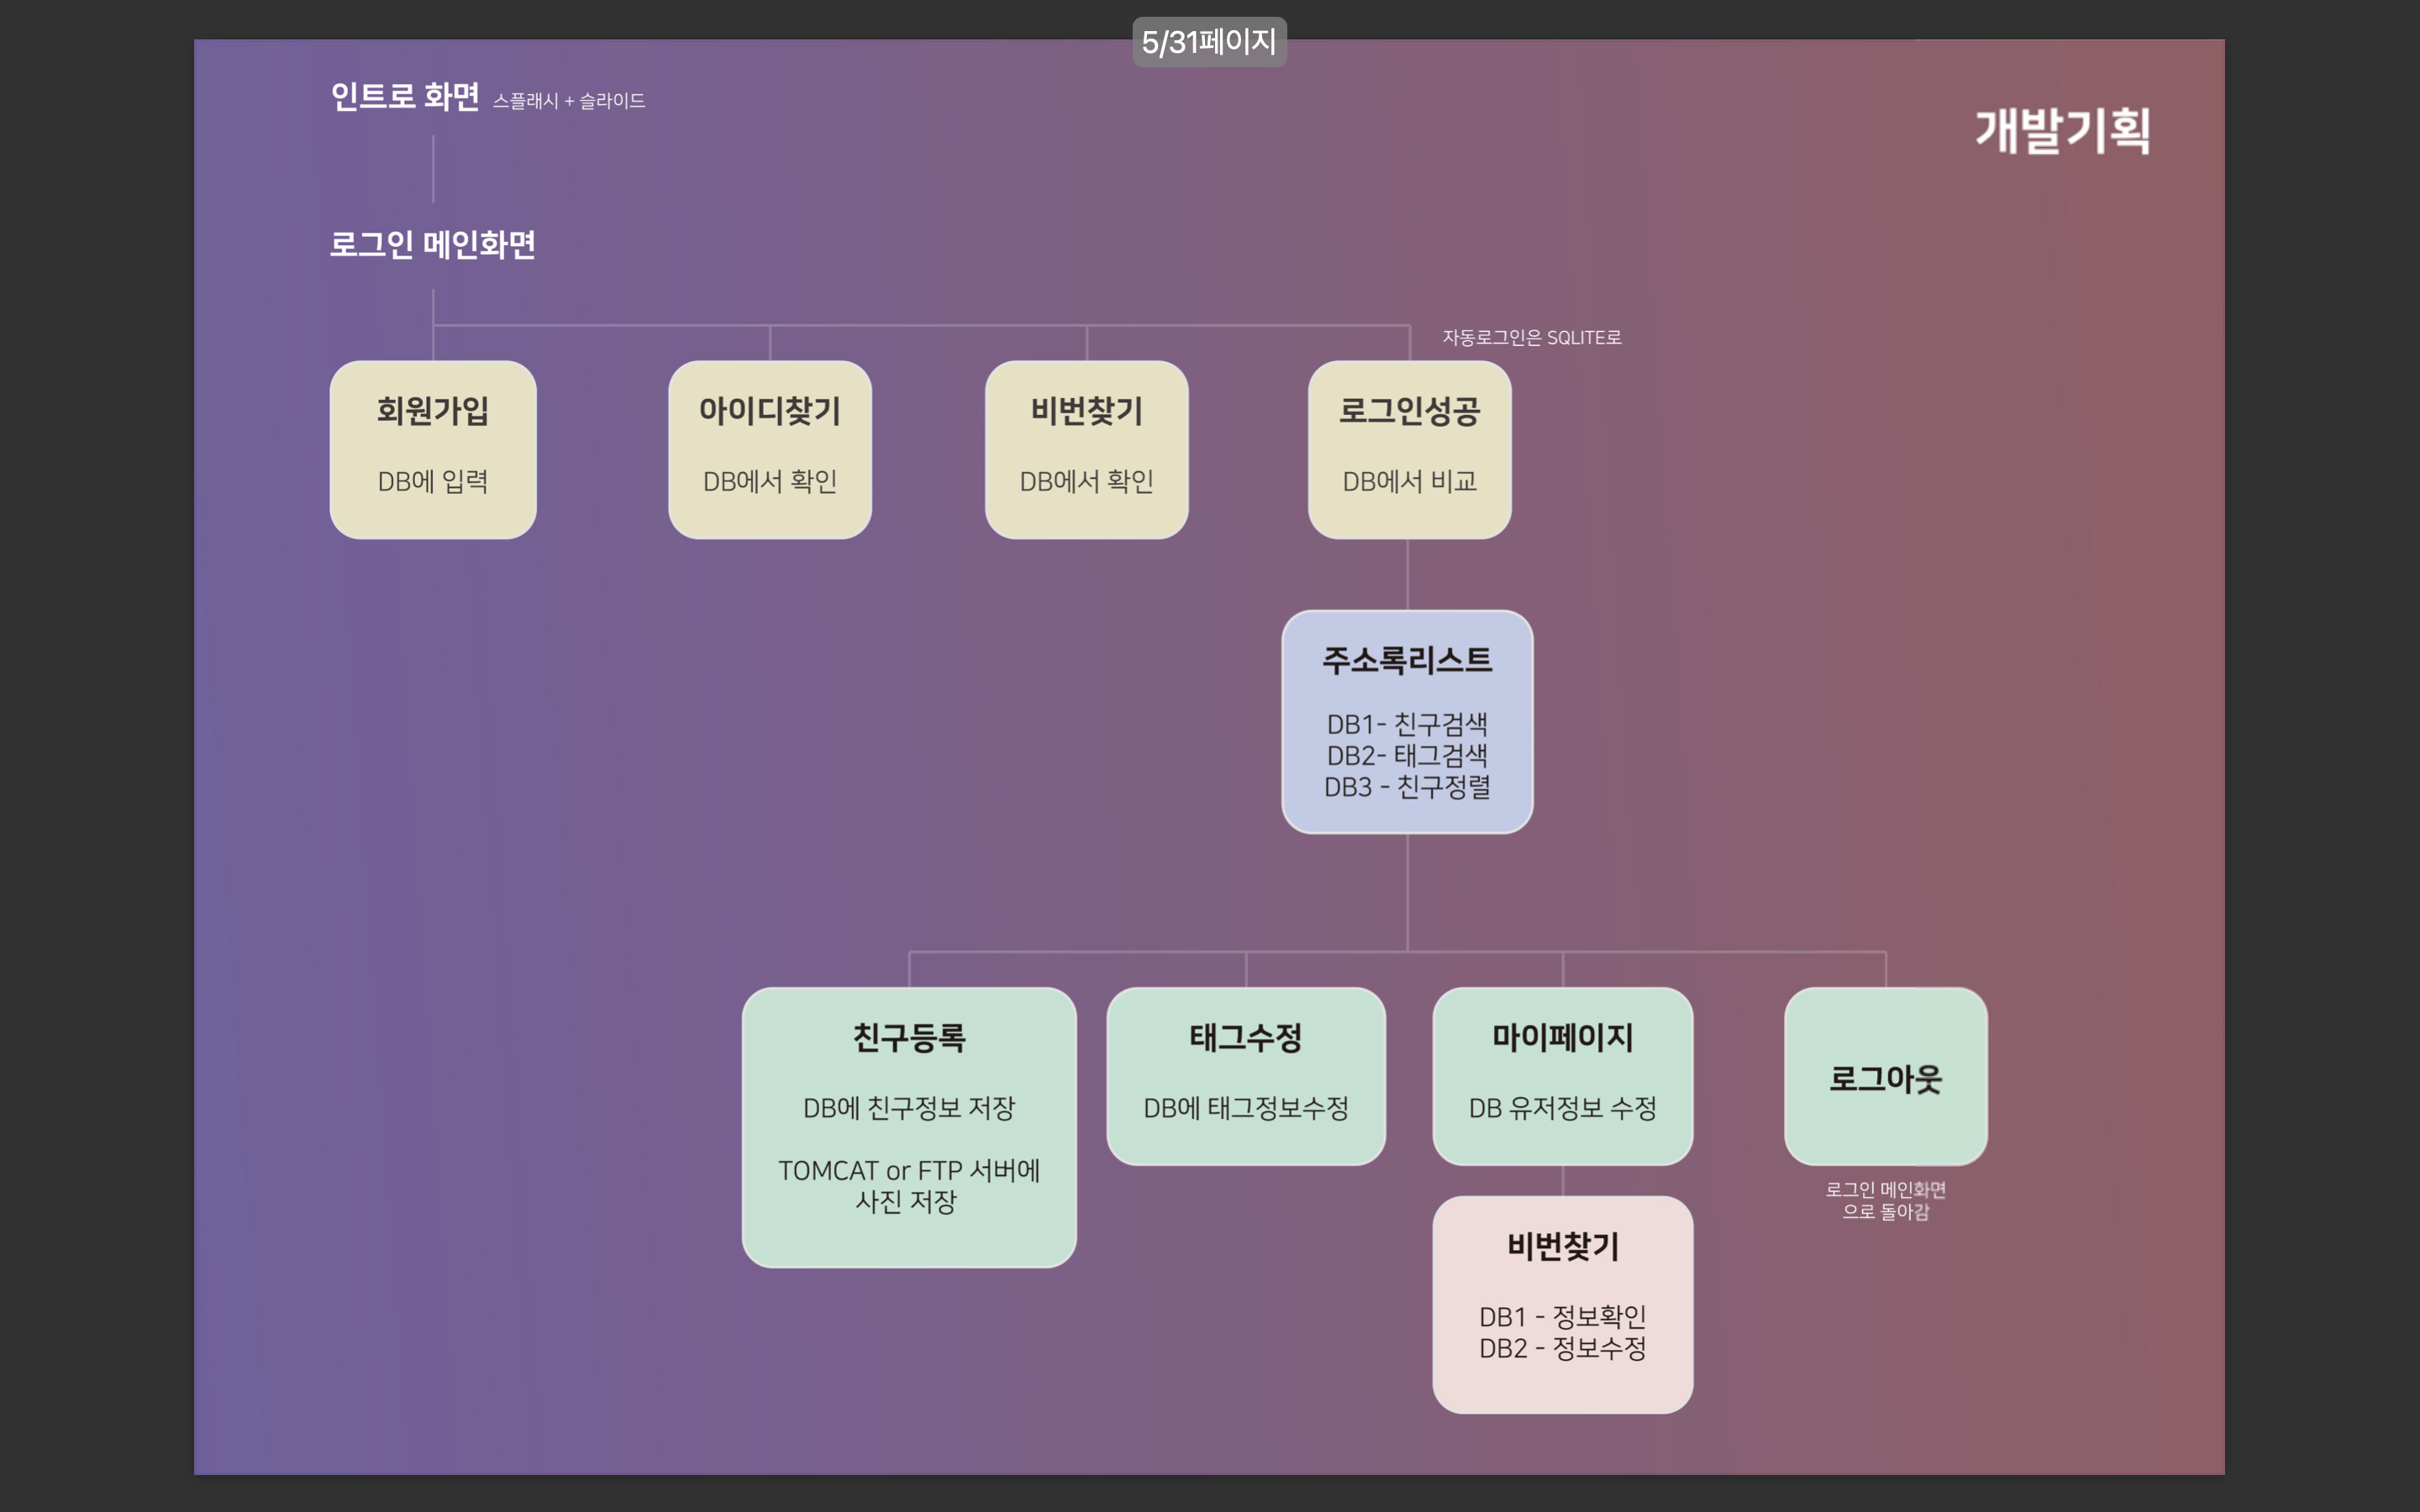 5/31페이지
인트로 화면 스플래시 + 슬라이드
개발기획
로그인 메인화면
자동로그인은 SQLITE로
회원가입
DB에 입력
아이디찾기
DB에서 확인
비번찾기
DB에서 확인
로그인성공
DB에서 비교
주소록리스트
DB1- 친구검색
DB2- 태그검색
DB3 - 친구정렬
친구등록
DB에 친구정보 저장
TOMCAT or FTP 서버에
사진 저장
태그수정
DB에 태그정보수정
마이페이지
DB 유저정보 수정
로그아웃
로그인 메인화면
으로 돌아감
비번찾기
DB1 - 정보확인
DB2 - 정보수정